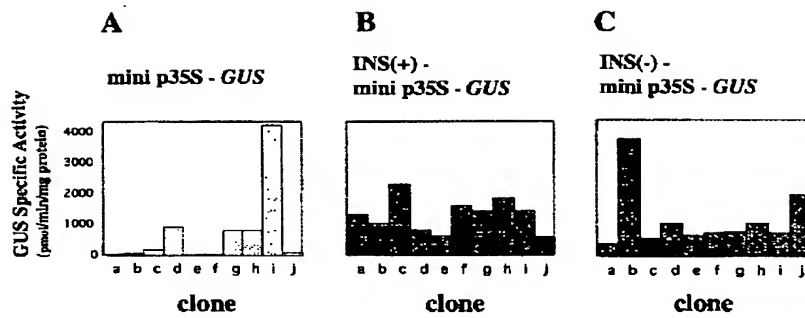 A
mini p35S - GUS
GUS Specific Activity
(pmol/min/mg protein)
4000
3000
2000
1000
0
a b c d e f g h i j
clone
B
INS(+) -
mini p35S - GUS
a b c d e f g h i j
clone
C
INS(-) -
mini p35S - GUS
a b c d e f g h i j
clone